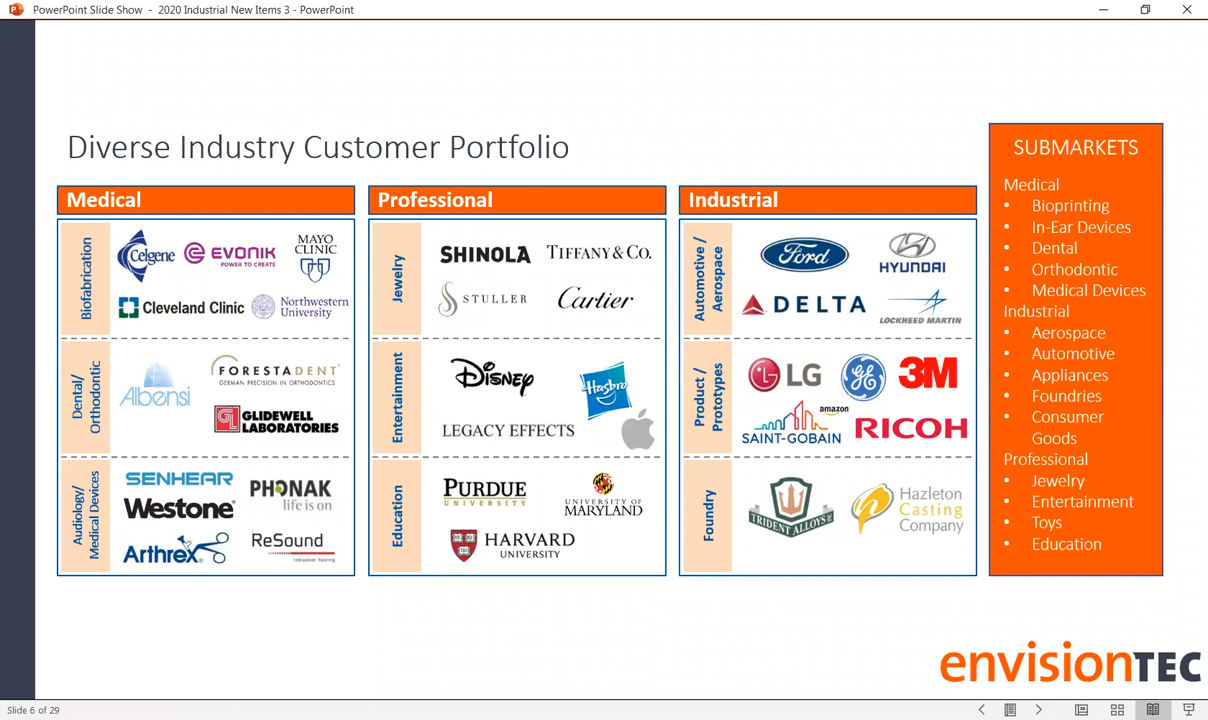 PowerPoint Slide Show - 2020 Industrial New Items 3 - PowerPoint
Diverse Industry Customer Portfolio
Medical
Biofabrication
Celgene
EVONIK
POWER TO CREATE
MAYO
CLINIC
Cleveland Clinic
Northwestern
University
Dental/
Orthodontic
Albensi
FORESTADENT
GERMAN PRECISION IN ORTHODONTICS
GL
GLIDEWELL
LABORATORIES
Audiology/
Medical Devices
SENHEAR
Westone
PHONAK
life is on
Arthrex
ReSound
Professional
Jewelry
SHINOLA
TIFFANY & CO.
S
STULLER
Cartier
Entertainment
Disney
Hasbro
LEGACY EFFECTS
Education
PURDUE
UNIVERSITY
UNIVERSITY OF
MARYLAND
HARVARD
UNIVERSITY
Industrial
Automotive /
Aerospace
Ford
HYUNDAI
DELTA
LOCKHEED MARTIN
Product /
Prototypes
LG
GE
3M
SAINT-GOBAIN
amazon
RICOH
Foundry
TRIDENT ALLOYS
Hazleton
Casting
Company
SUBMARKETS
Medical
• Bioprinting
• In-Ear Devices
• Dental
• Orthodontic
• Medical Devices
Industrial
• Aerospace
• Automotive
• Appliances
• Foundries
• Consumer
Goods
Professional
• Jewelry
• Entertainment
• Toys
• Education
envisionTEC
Slide 6 of 29